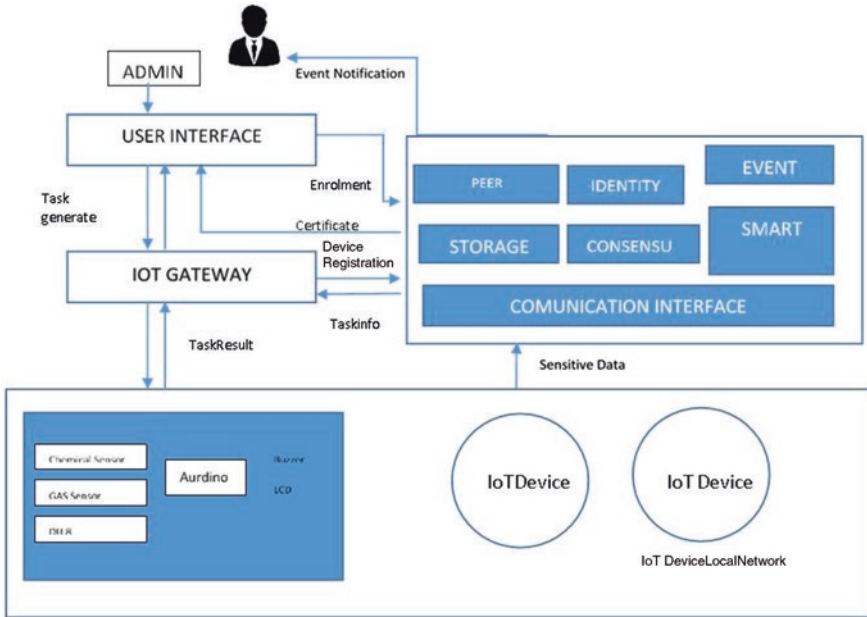 ADMIN
Event Notification
USER INTERFACE
Enrolment
Task
generate
Certificate
Device
Registration
IOT GATEWAY
Taskinfo
TaskResult
PEER
IDENTITY
EVENT
STORAGE
CONSENSU
SMART
COMUNICATION INTERFACE
Sensitive Data
Chemical Sensor
GAS Sensor
Aurdino
LCD
IoTDevice
IoT Device
IoT DeviceLocalNetwork